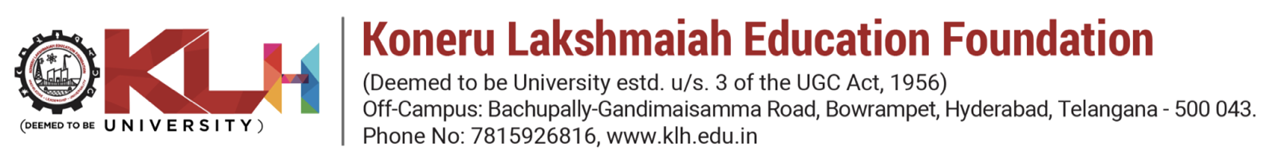 KLH
(DEEMED TO BE UNIVERSITY)
Koneru Lakshmaiah Education Foundation
(Deemed to be University estd. u/s. 3 of the UGC Act, 1956)
Off-Campus: Bachupally-Gandimaisamma Road, Bowrampet, Hyderabad, Telangana - 500 043.
Phone No: 7815926816, www.klh.edu.in